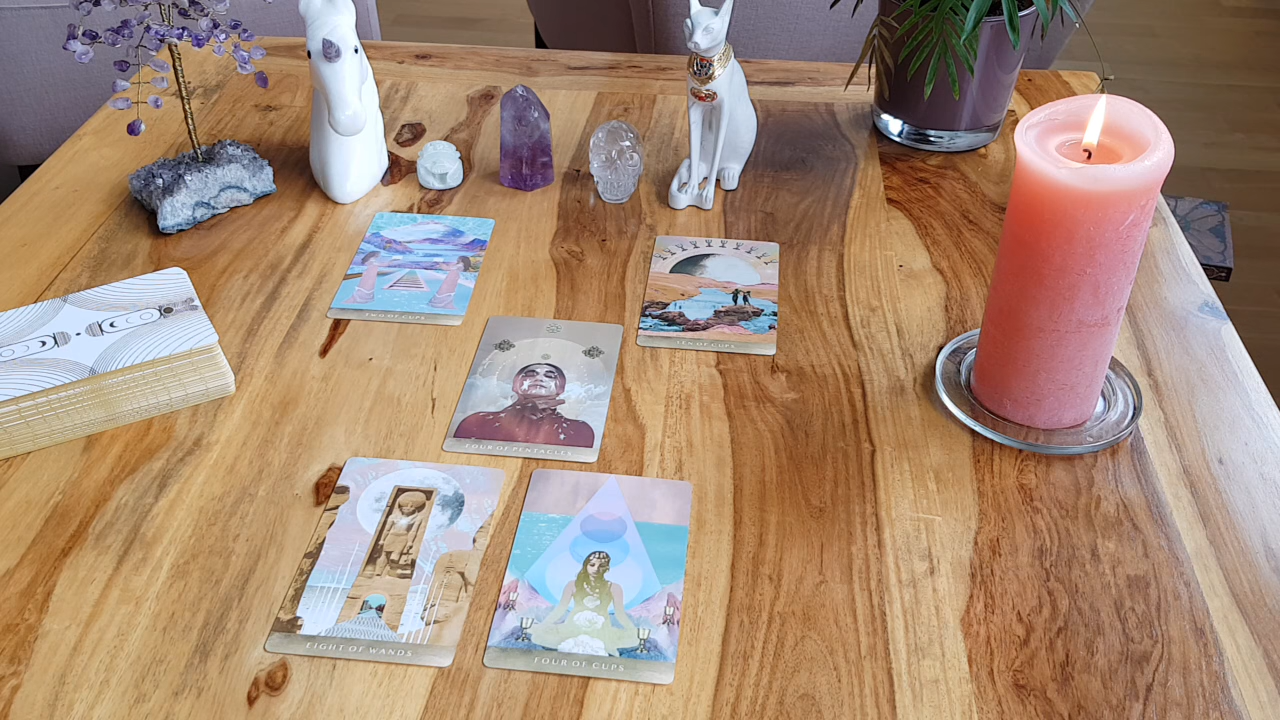 TWO OF CUPS
TEN OF CUPS
FOUR OF PENTACLES
EIGHT OF WANDS
FOUR OF CUPS